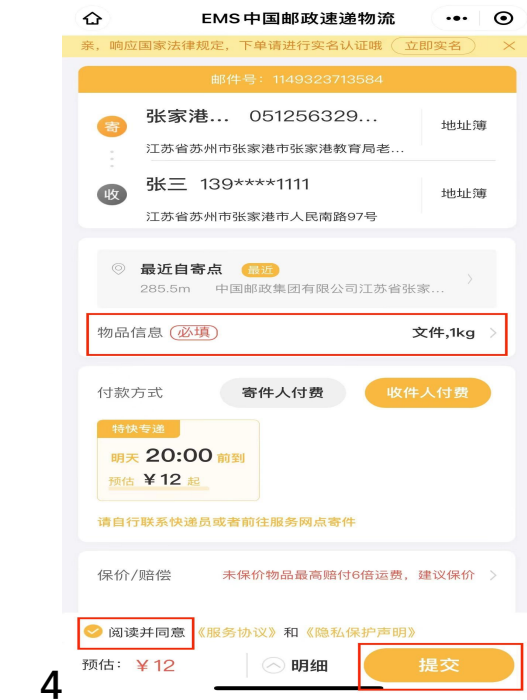 EMS中国邮政速递物流
亲，响应国家法律规定，下单请进行实名认证哦 立即实名
邮件号：1149323713584
寄 张家港... 051256329... 地址簿
江苏省苏州市张家港市张家港教育局老...
收 张三 139****1111 地址簿
江苏省苏州市张家港市人民南路97号
最近自寄点 最近
285.5m 中国邮政集团有限公司江苏省张家...
物品信息 必填 文件,1kg
付款方式 寄件人付费 收件人付费
特快专递
明天 20:00 前到
预估 ¥12 起
请自行联系快递员或者前往服务网点寄件
保价/赔偿 未保价物品最高赔付6倍运费，建议保价
阅读并同意《服务协议》和《隐私保护声明》
预估：¥12 明细 提交
4